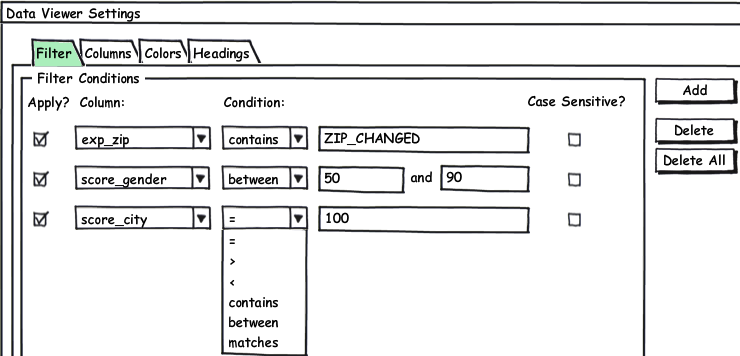 Data Viewer Settings
Filter Columns Colors Headings
Filter Conditions
Apply? Column: Condition: Case Sensitive?
exp_zip contains ZIP_CHANGED
score_gender between 50 and 90
score_city = 100
=
>
<
contains
between
matches
Add
Delete
Delete All